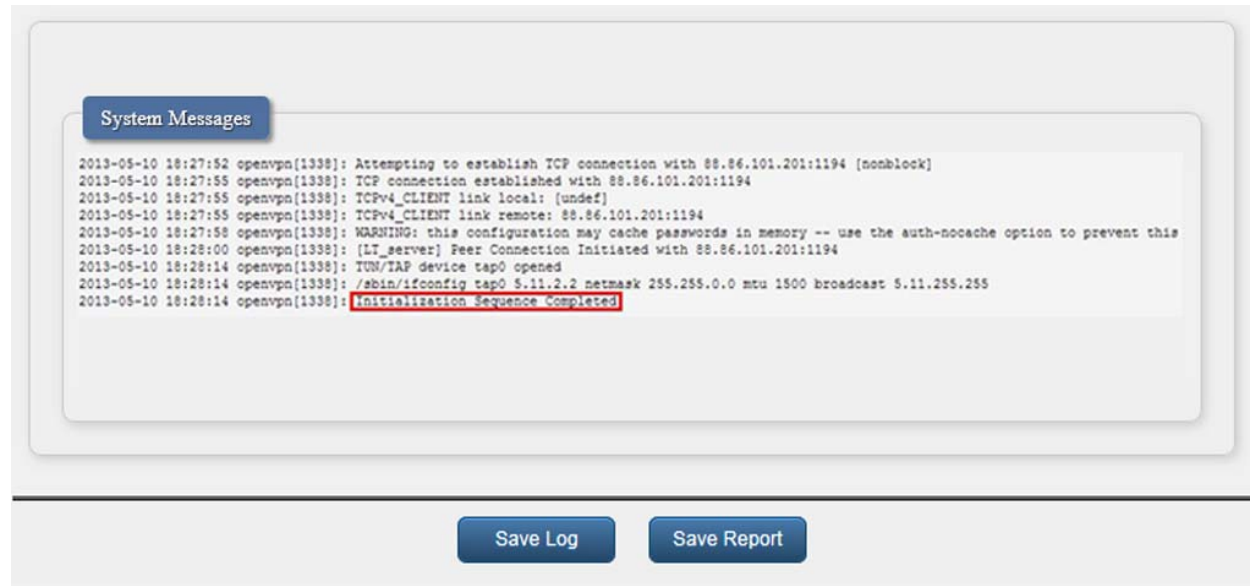 System Messages
2013-05-10 18:27:52 openvpn[1338]: Attempting to establish TCP connection with 88.86.101.201:1194 [nonblock]
2013-05-10 18:27:55 openvpn[1338]: TCP connection established with 88.86.101.201:1194
2013-05-10 18:27:55 openvpn[1338]: TCPv4_CLIENT link local: [undef]
2013-05-10 18:27:55 openvpn[1338]: TCPv4_CLIENT link remote: 88.86.101.201:1194
2013-05-10 18:27:58 openvpn[1338]: WARNING: this configuration may cache passwords in memory -- use the auth-nocache option to prevent this
2013-05-10 18:28:00 openvpn[1338]: [LT_server] Peer Connection Initiated with 88.86.101.201:1194
2013-05-10 18:28:14 openvpn[1338]: TUN/TAP device tap0 opened
2013-05-10 18:28:14 openvpn[1338]: /sbin/ifconfig tap0 5.11.2.2 netmask 255.255.0.0 mtu 1500 broadcast 5.11.255.255
2013-05-10 18:28:14 openvpn[1338]: Initialization Sequence Completed
Save Log
Save Report